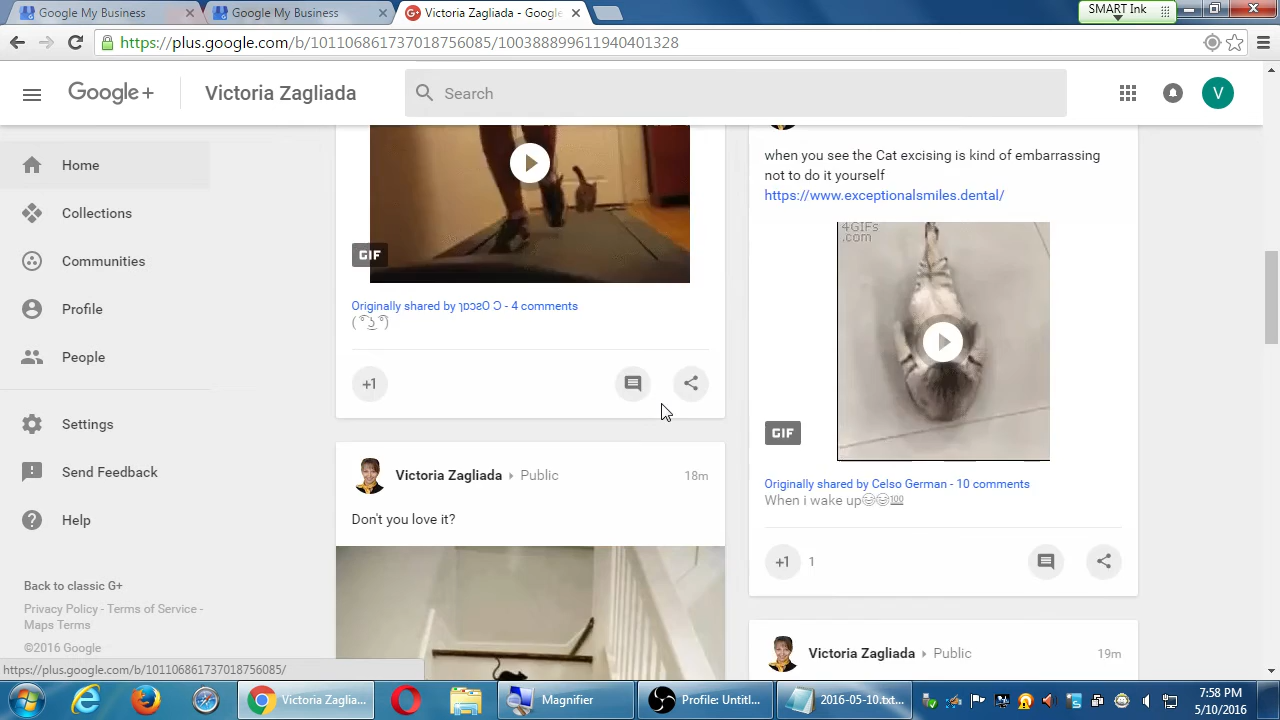 Google My Business
Google My Business
Victoria Zagliada - Google
SMART Ink
https://plus.google.com/b/101106861737018756085/100388889611940401328
Google+
Victoria Zagliada
Search
V
Home
Collections
Communities
Profile
People
Settings
Send Feedback
Help
Back to classic G+
Privacy Policy - Terms of Service -
Maps Terms
©2016 Google
https://plus.google.com/b/101106861737018756085/
GIF
4 comments
+1
Victoria Zagliada
Public
18m
Don't you love it?
when you see the Cat excising is kind of embarrassing
not to do it yourself
https://www.exceptionalsmiles.dental/
4GIFs
.com
GIF
Originally shared by Celso German - 10 comments
When i wake up😂😂💯
+1 1
Victoria Zagliada
Public
19m
Victoria Zaglia...
Magnifier
Profile: Untitl...
2016-05-10.txt...
7:58 PM
5/10/2016